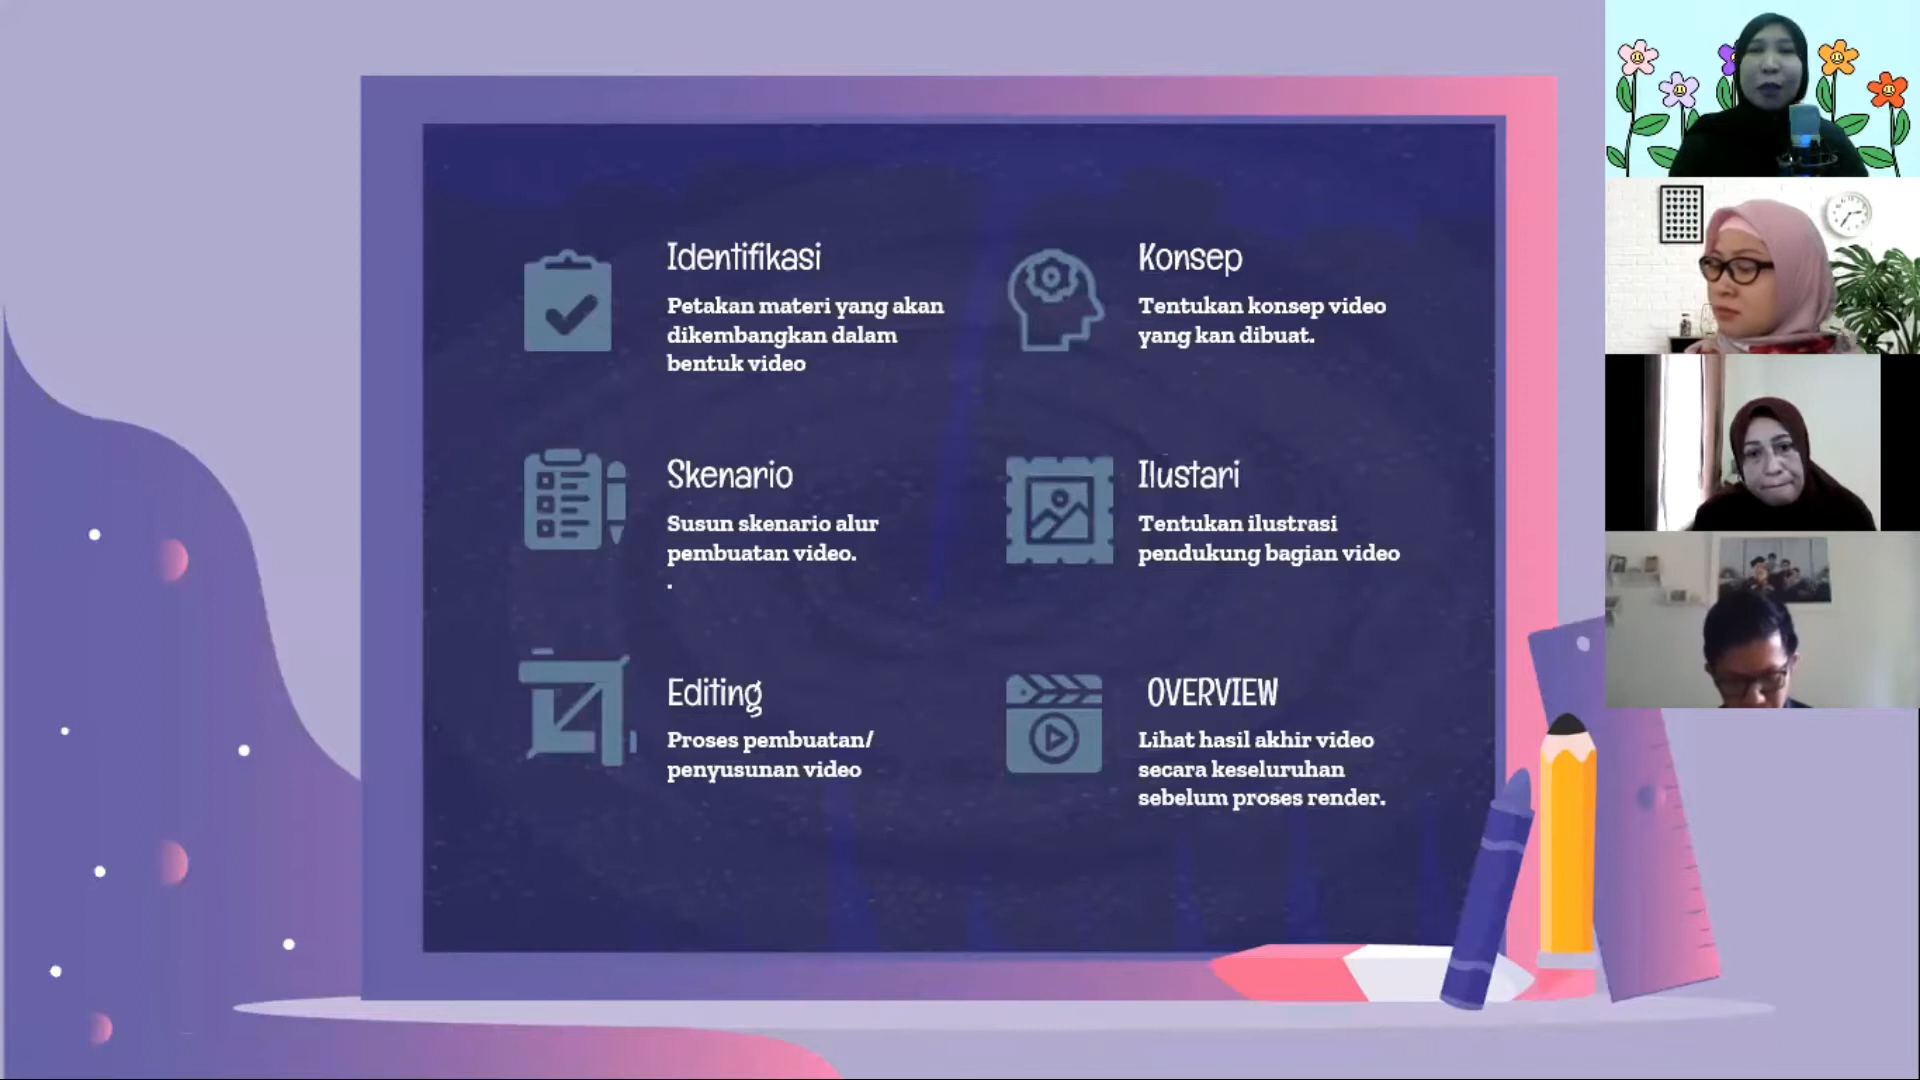 Identifikasi
Petakan materi yang akan
dikembangkan dalam
bentuk video
Konsep
Tentukan konsep video
yang kan dibuat.
Skenario
Susun skenario alur
pembuatan video.
.
Ilustari
Tentukan ilustrasi
pendukung bagian video
Editing
Proses pembuatan/
penyusunan video
OVERVIEW
Lihat hasil akhir video
secara keseluruhan
sebelum proses render.